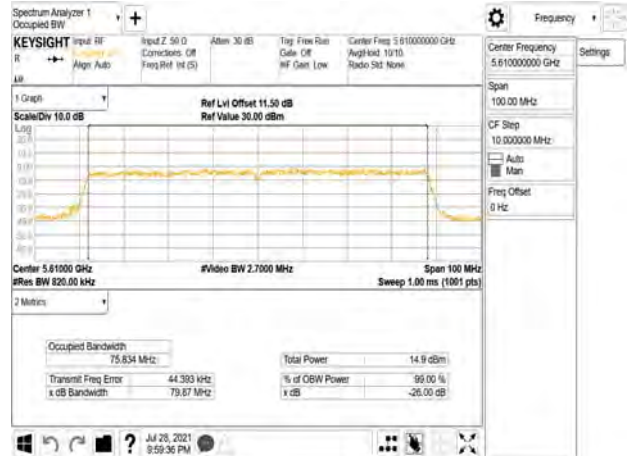 Spectrum Analyzer 1
Occupied BW
Frequency
KEYSIGHT
Input: RF
Input Z: 50 Ω
Atten: 30 dB
Trig: Free Run
Center Freq: 5.610000000 GHz
R
Corrections: Off
Gate: Off
Avg|Hold: 10/10
Align: Auto
Freq Ref: Int (S)
#IF Gain: Low
Radio Std: None
Center Frequency
5.610000000 GHz
Settings
Span
100.00 MHz
CF Step
10.000000 MHz
Auto
Man
Freq Offset
0 Hz
1 Graph
Ref Lvl Offset 11.50 dB
Scale/Div 10.0 dB
Ref Value 30.00 dBm
Log
Center 5.61000 GHz
#Video BW 2.7000 MHz
Span 100 MHz
#Res BW 820.00 kHz
Sweep 1.00 ms (1001 pts)
2 Metrics
Occupied Bandwidth
75.834 MHz
Total Power
14.9 dBm
Transmit Freq Error
44.393 kHz
% of OBW Power
99.00 %
x dB Bandwidth
79.87 MHz
x dB
-26.00 dB
?
Jul 28, 2021
9:59:36 PM